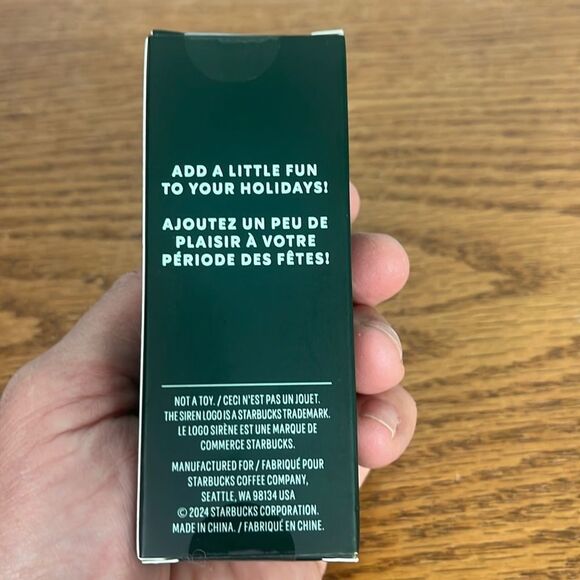 ADD A LITTLE FUN
TO YOUR HOLIDAYS!
AJOUTEZ UN PEU DE
PLAISIR À VOTRE
PÉRIODE DES FÊTES!
NOT A TOY. / CECI N'EST PAS UN JOUET.
THE SIREN LOGO IS A STARBUCKS TRADEMARK.
LE LOGO SIRÈNE EST UNE MARQUE DE
COMMERCE STARBUCKS.
MANUFACTURED FOR / FABRIQUÉ POUR
STARBUCKS COFFEE COMPANY,
SEATTLE, WA 98134 USA
© 2024 STARBUCKS CORPORATION.
MADE IN CHINA. / FABRIQUÉ EN CHINE.